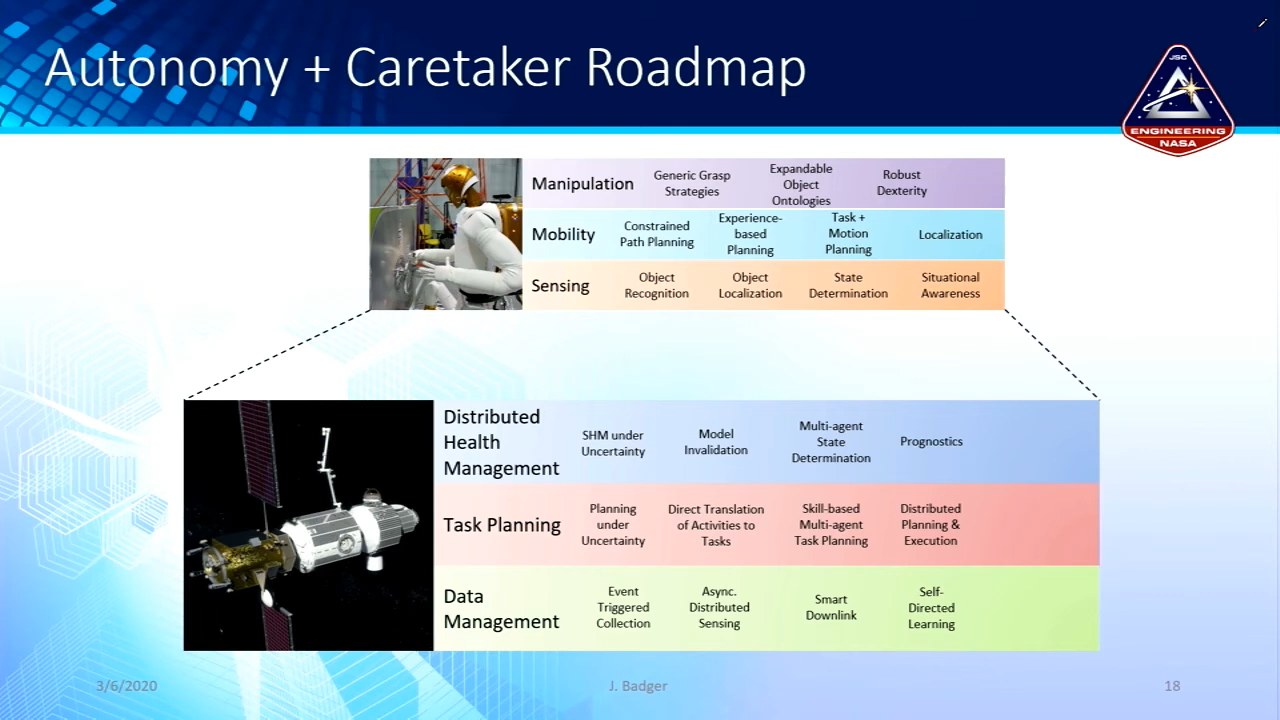 Autonomy + Caretaker Roadmap
JSC
ENGINEERING
NASA
Manipulation
Generic Grasp
Strategies
Expandable
Object
Ontologies
Robust
Dexterity
Mobility
Constrained
Path Planning
Experience-
based
Planning
Task +
Motion
Planning
Localization
Sensing
Object
Recognition
Object
Localization
State
Determination
Situational
Awareness
Distributed
Health
Management
SHM under
Uncertainty
Model
Invalidation
Multi-agent
State
Determination
Prognostics
Task Planning
Planning
under
Uncertainty
Direct Translation
of Activities to
Tasks
Skill-based
Multi-agent
Task Planning
Distributed
Planning &
Execution
Data
Management
Event
Triggered
Collection
Async.
Distributed
Sensing
Smart
Downlink
Self-
Directed
Learning
3/6/2020
J. Badger
18